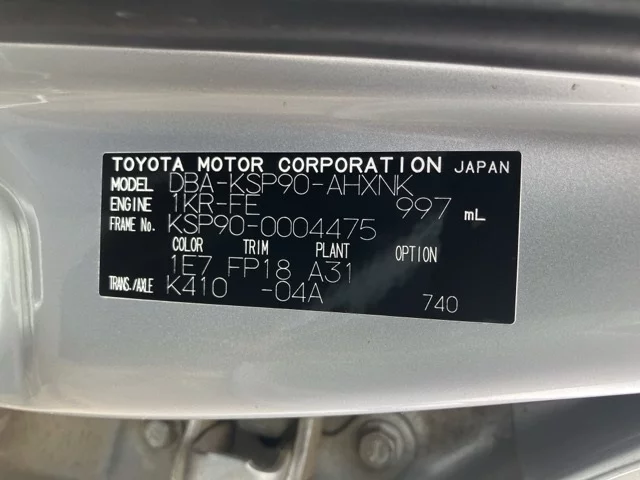 TOYOTA MOTOR CORPORATION JAPAN
MODEL DBA-KSP90-AHXNK
ENGINE 1KR-FE 997 mL
FRAME No. KSP90-0004475
COLOR TRIM PLANT OPTION
1E7 FP18 A31
TRANS./AXLE K410 -04A
740